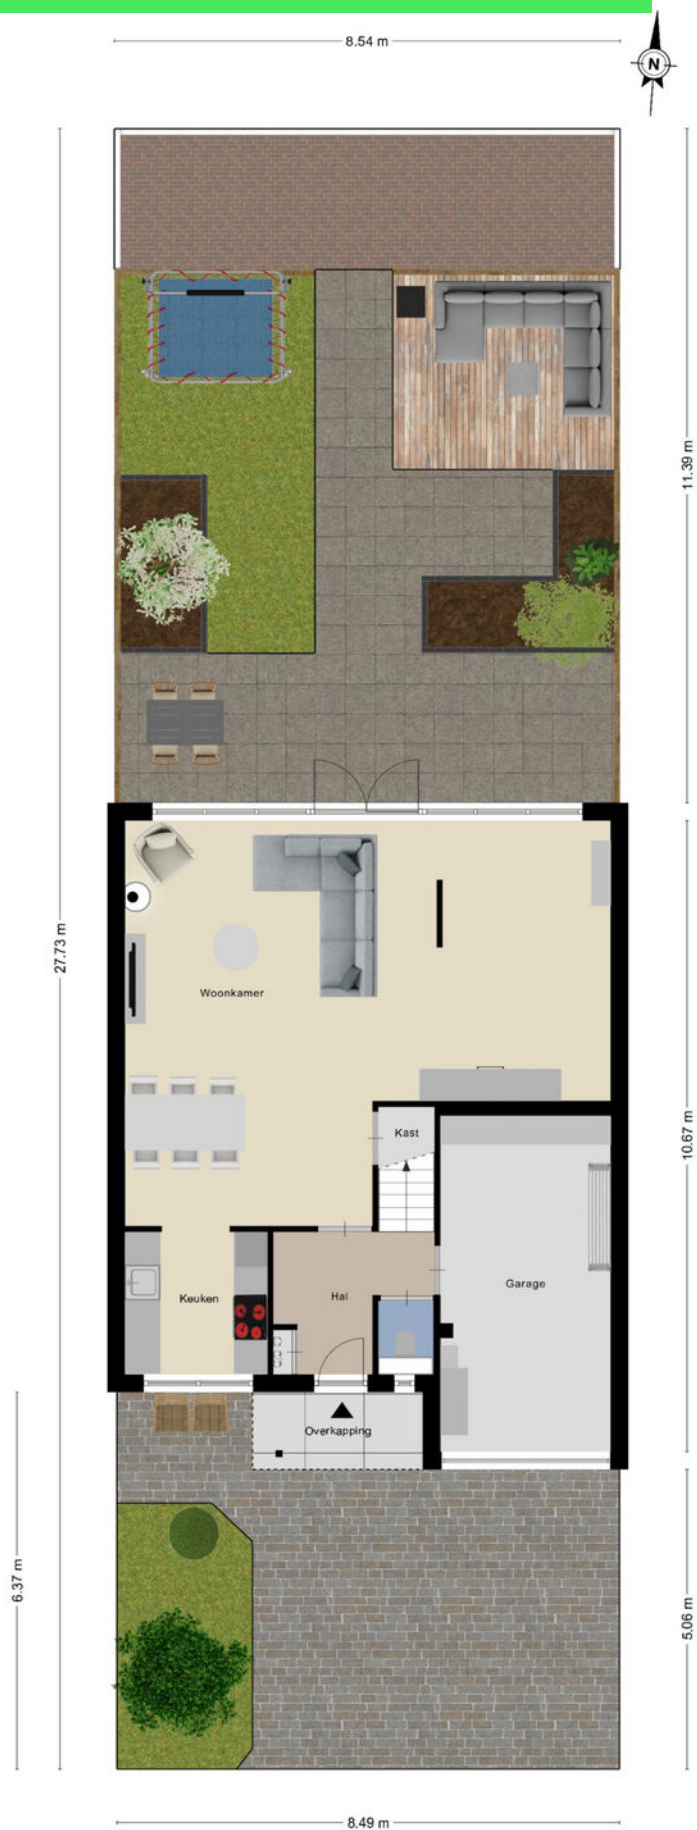 8.54 m
N
11.39 m
27.73 m
Woonkamer
Kast
10.67 m
Garage
Keuken
Hal
Overkapping
6.37 m
5.06 m
8.49 m